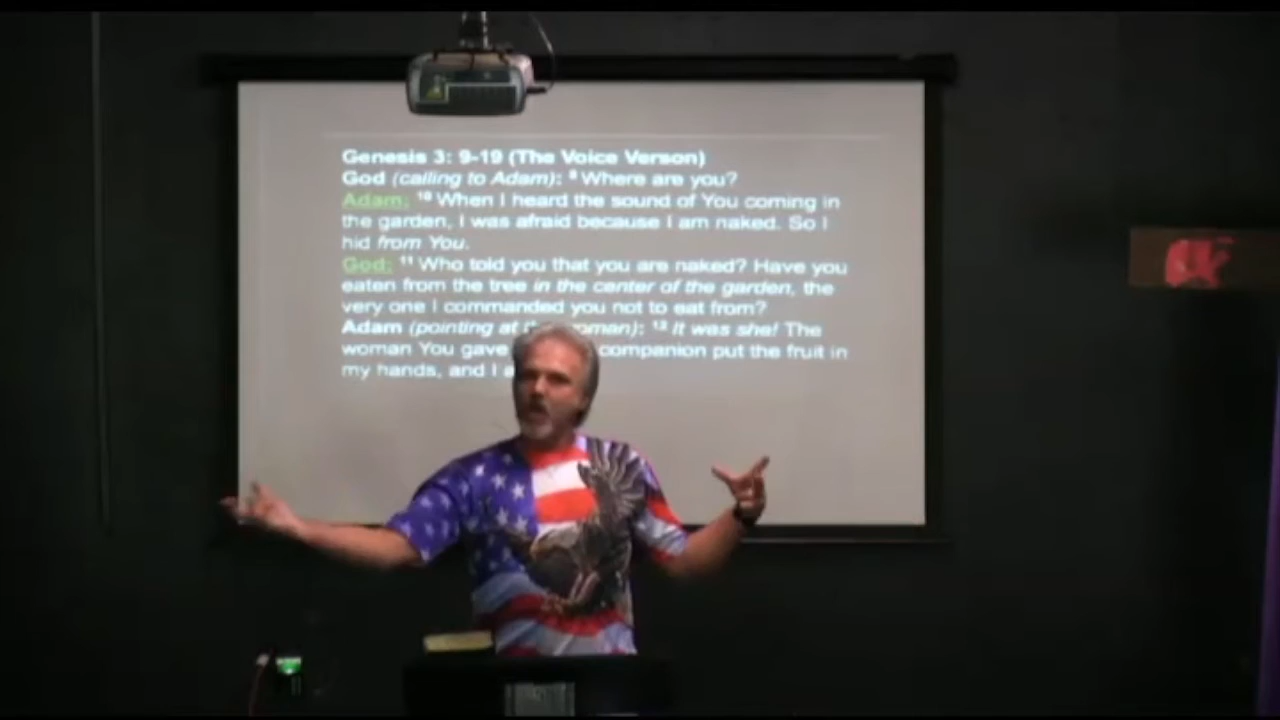 Genesis 3: 9-19 (The Voice Verson)
God (calling to Adam): ⁹ Where are you?
Adam: ¹⁰ When I heard the sound of You coming in
the garden, I was afraid because I am naked. So I
hid from You.
God: ¹¹ Who told you that you are naked? Have you
eaten from the tree in the center of the garden, the
very one I commanded you not to eat from?
Adam (pointing at woman): ¹² It was she! The
woman You gave companion put the fruit in
my hands, and I